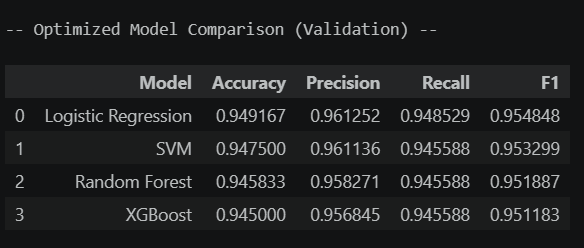 -- Optimized Model Comparison (Validation) --
Model Accuracy Precision Recall F1
0 Logistic Regression 0.949167 0.961252 0.948529 0.954848
1 SVM 0.947500 0.961136 0.945588 0.953299
2 Random Forest 0.945833 0.958271 0.945588 0.951887
3 XGBoost 0.945000 0.956845 0.945588 0.951183